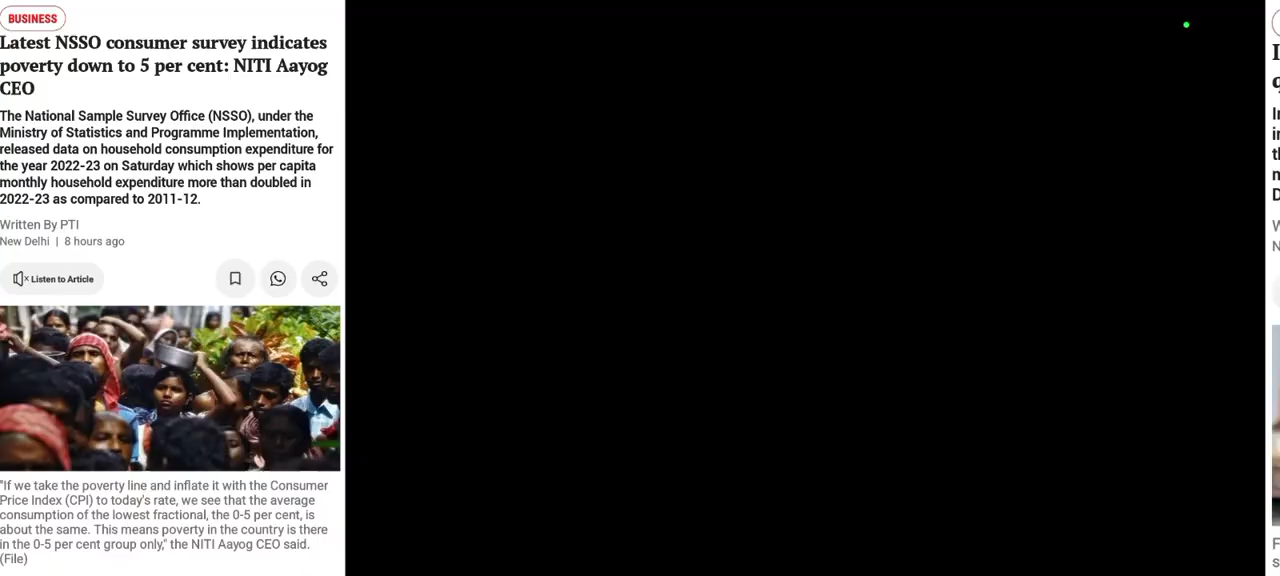 BUSINESS
Latest NSSO consumer survey indicates
poverty down to 5 per cent: NITI Aayog
CEO
The National Sample Survey Office (NSSO), under the
Ministry of Statistics and Programme Implementation,
released data on household consumption expenditure for
the year 2022-23 on Saturday which shows per capita
monthly household expenditure more than doubled in
2022-23 as compared to 2011-12.
Written By PTI
New Delhi | 8 hours ago
Listen to Article
"If we take the poverty line and inflate it with the Consumer
Price Index (CPI) to today's rate, we see that the average
consumption of the lowest fractional, the 0-5 per cent, is
about the same. This means poverty in the country is there
in the 0-5 per cent group only," the NITI Aayog CEO said.
(File)